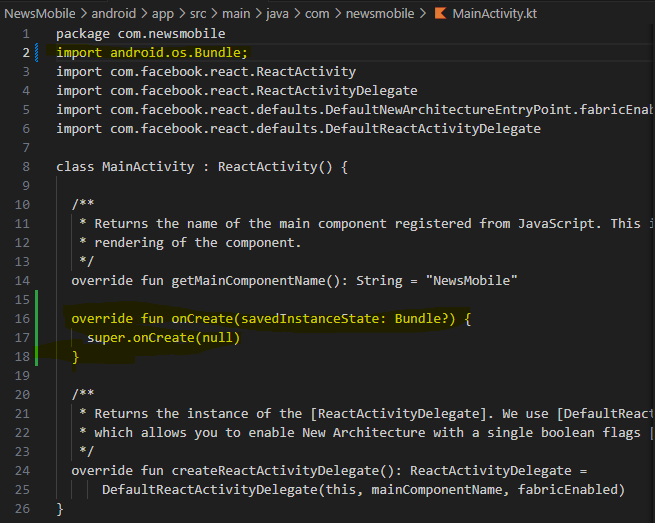 NewsMobile > android > app > src > main > java > com > newsmobile > MainActivity.kt
1 package com.newsmobile
2 import android.os.Bundle;
3 import com.facebook.react.ReactActivity
4 import com.facebook.react.ReactActivityDelegate
5 import com.facebook.react.defaults.DefaultNewArchitectureEntryPoint.fabricEnab
6 import com.facebook.react.defaults.DefaultReactActivityDelegate
7
8 class MainActivity : ReactActivity() {
9
10 /**
11 * Returns the name of the main component registered from JavaScript. This i
12 * rendering of the component.
13 */
14 override fun getMainComponentName(): String = "NewsMobile"
15
16 override fun onCreate(savedInstanceState: Bundle?) {
17 super.onCreate(null)
18 }
19
20 /**
21 * Returns the instance of the [ReactActivityDelegate]. We use [DefaultReact
22 * which allows you to enable New Architecture with a single boolean flags [
23 */
24 override fun createReactActivityDelegate(): ReactActivityDelegate =
25 DefaultReactActivityDelegate(this, mainComponentName, fabricEnabled)
26 }